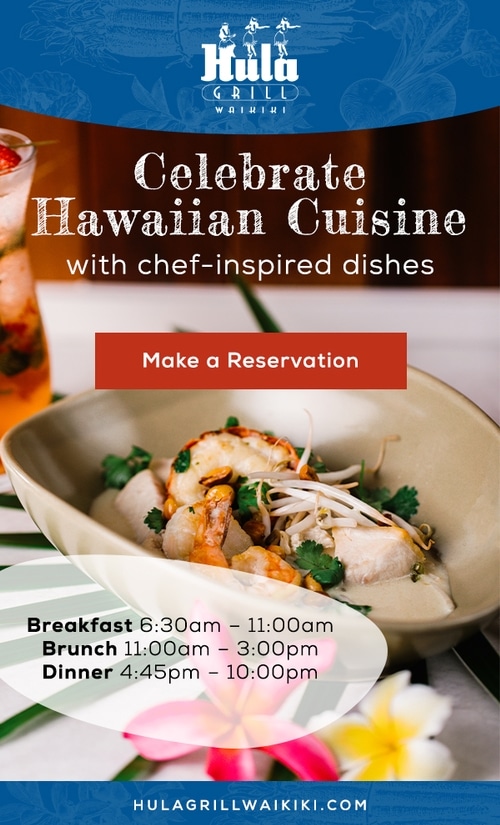 Hula
GRILL
WAIKIKI
Celebrate
Hawaiian Cuisine
with chef-inspired dishes
Make a Reservation
Breakfast 6:30am – 11:00am
Brunch 11:00am – 3:00pm
Dinner 4:45pm – 10:00pm
HULAGRILLWAIKIKI.COM